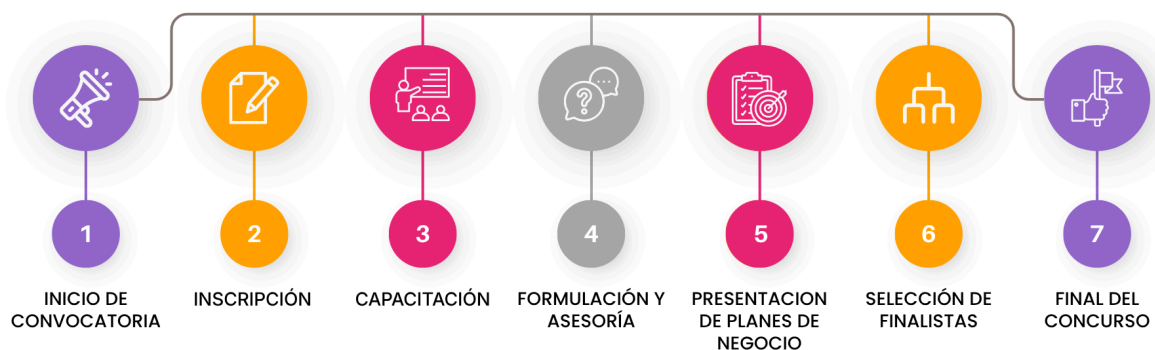 1
2
3
4
5
6
7
INICIO DE
CONVOCATORIA
INSCRIPCIÓN
CAPACITACIÓN
FORMULACIÓN Y
ASESORÍA
PRESENTACION
DE PLANES DE
NEGOCIO
SELECCIÓN DE
FINALISTAS
FINAL DEL
CONCURSO